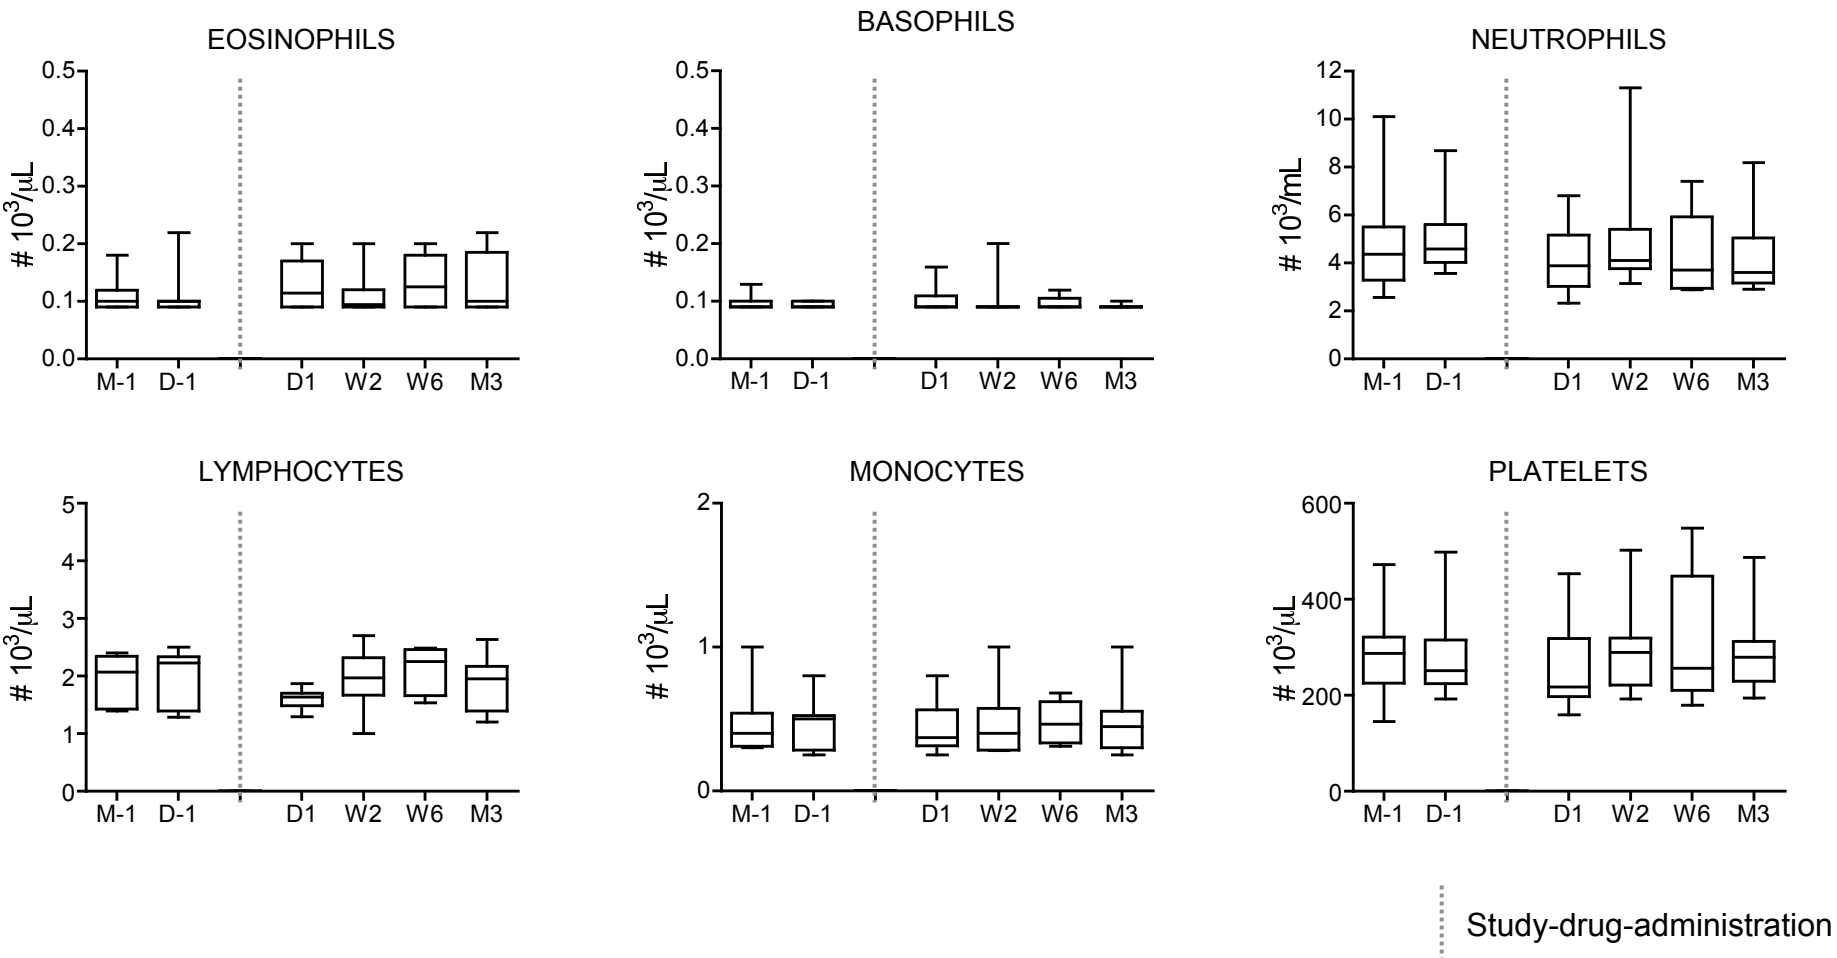 EOSINOPHILS
# 10³/µL
0.5
0.4
0.3
0.2
0.1
0.0
M-1 D-1 D1 W2 W6 M3
BASOPHILS
# 10³/µL
0.5
0.4
0.3
0.2
0.1
0.0
M-1 D-1 D1 W2 W6 M3
NEUTROPHILS
# 10³/mL
12
10
8
6
4
2
0
M-1 D-1 D1 W2 W6 M3
LYMPHOCYTES
# 10³/µL
5
4
3
2
1
0
M-1 D-1 D1 W2 W6 M3
MONOCYTES
# 10³/µL
2
1
0
M-1 D-1 D1 W2 W6 M3
PLATELETS
# 10³/µL
600
400
200
0
M-1 D-1 D1 W2 W6 M3
Study-drug-administration